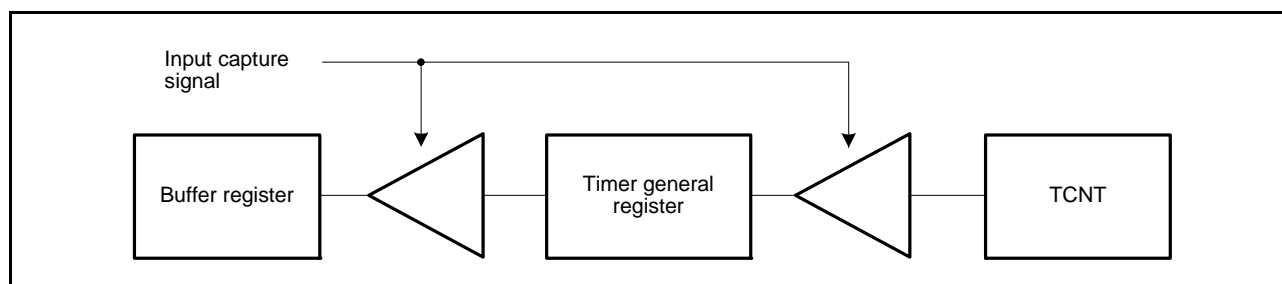 Input capture
signal
Buffer register
Timer general
register
TCNT